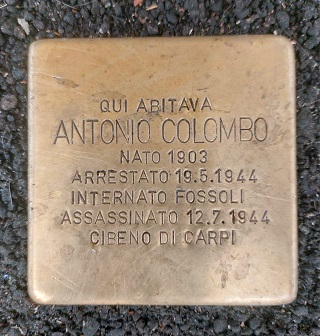 QUI ABITAVA
ANTONIO COLOMBO
NATO 1903
ARRESTATO 19.5.1944
INTERNATO FOSSOLI
ASSASSINATO 12.7.1944
CIBENO DI CARPI